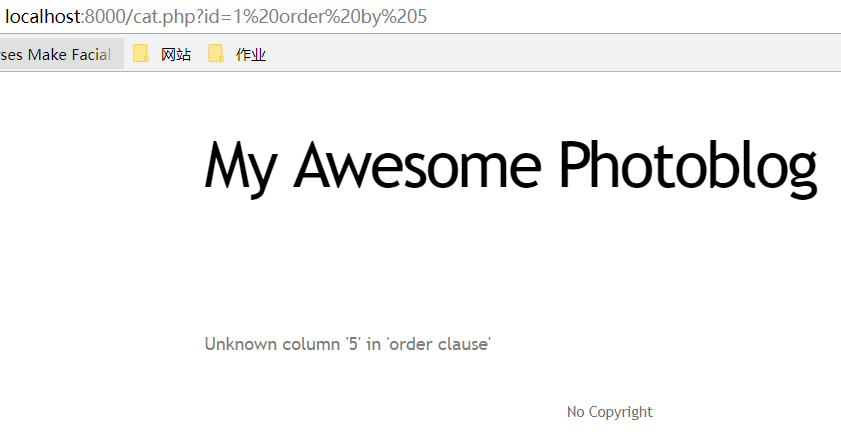 localhost:8000/cat.php?id=1%20order%20by%205
ses Make Facial 网站 作业
My Awesome Photoblog
Unknown column '5' in 'order clause'
No Copyright